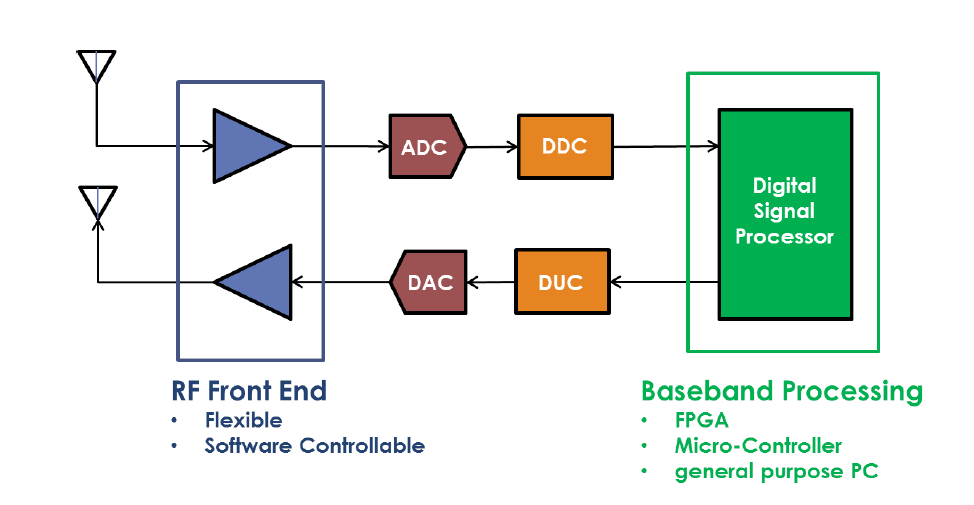 ADC
DDC
Digital
Signal
Processor
DAC
DUC
RF Front End
• Flexible
• Software Controllable
Baseband Processing
• FPGA
• Micro-Controller
• general purpose PC